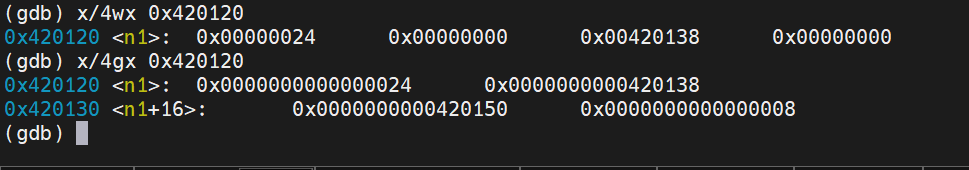 (gdb) x/4wx 0x420120
0x420120 <n1>: 0x00000024 0x00000000 0x00420138 0x00000000
(gdb) x/4gx 0x420120
0x420120 <n1>: 0x0000000000000024 0x0000000000420138
0x420130 <n1+16>: 0x0000000000420150 0x0000000000000008
(gdb)